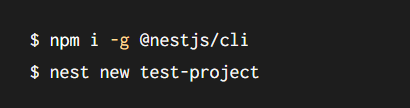 $ npm i -g @nestjs/cli
$ nest new test-project